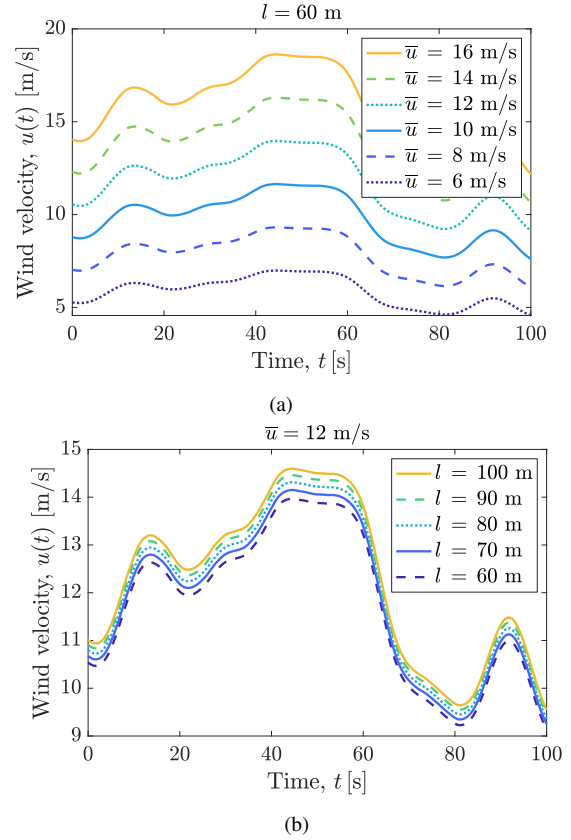 l = 60 m
Wind velocity, u(t) [m/s]
20
15
10
5
u̅ = 16 m/s
u̅ = 14 m/s
u̅ = 12 m/s
u̅ = 10 m/s
u̅ = 8 m/s
u̅ = 6 m/s
0 20 40 60 80 100
Time, t [s]
(a)
u̅ = 12 m/s
Wind velocity, u(t) [m/s]
15
14
13
12
11
10
9
l = 100 m
l = 90 m
l = 80 m
l = 70 m
l = 60 m
0 20 40 60 80 100
Time, t [s]
(b)